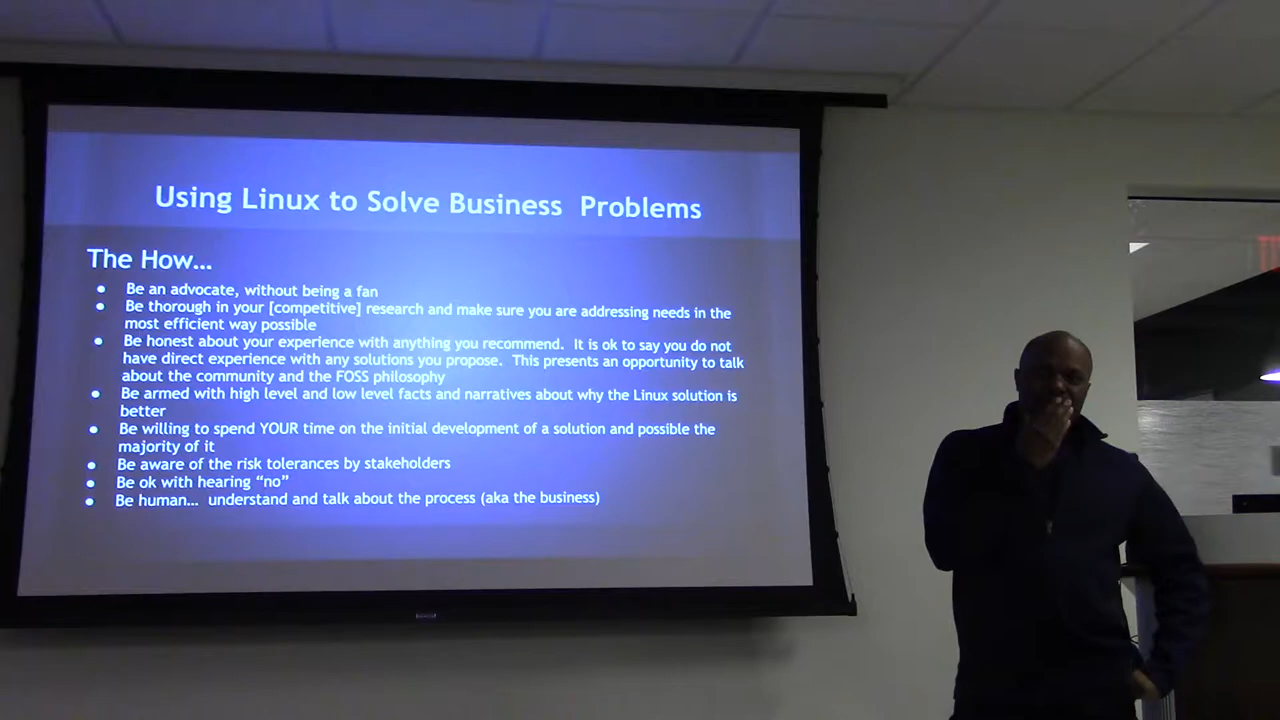 Using Linux to Solve Business Problems
The How...
• Be an advocate, without being a fan
• Be thorough in your [competitive] research and make sure you are addressing needs in the
most efficient way possible
• Be honest about your experience with anything you recommend. It is ok to say you do not
have direct experience with any solutions you propose. This presents an opportunity to talk
about the community and the FOSS philosophy
• Be armed with high level and low level facts and narratives about why the Linux solution is
better
• Be willing to spend YOUR time on the initial development of a solution and possible the
majority of it
• Be aware of the risk tolerances by stakeholders
• Be ok with hearing “no”
• Be human... understand and talk about the process (aka the business)